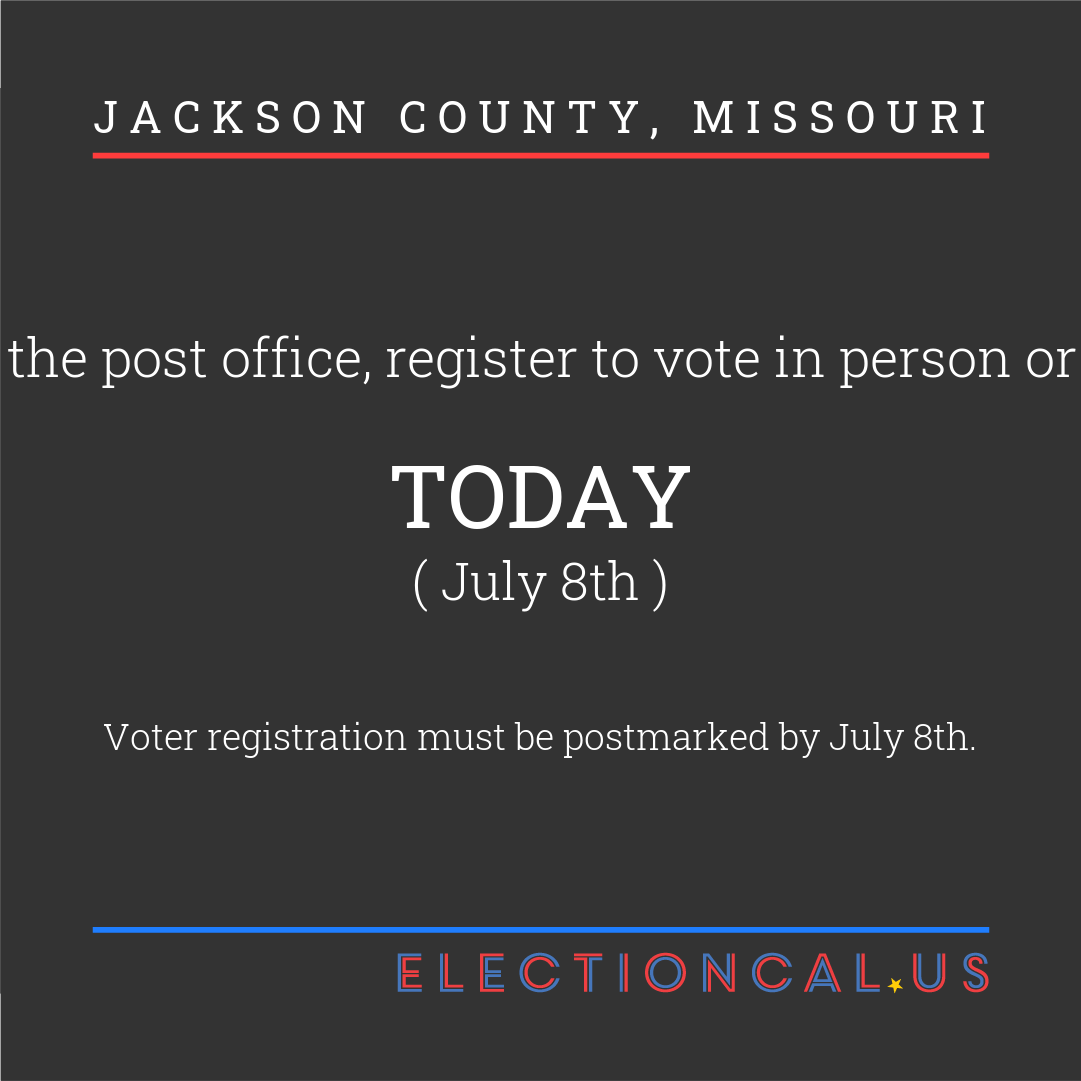 JACKSON COUNTY, MISSOURI
the post office, register to vote in person or
TODAY
( July 8th )
Voter registration must be postmarked by July 8th.
ELECTIONCAL.US